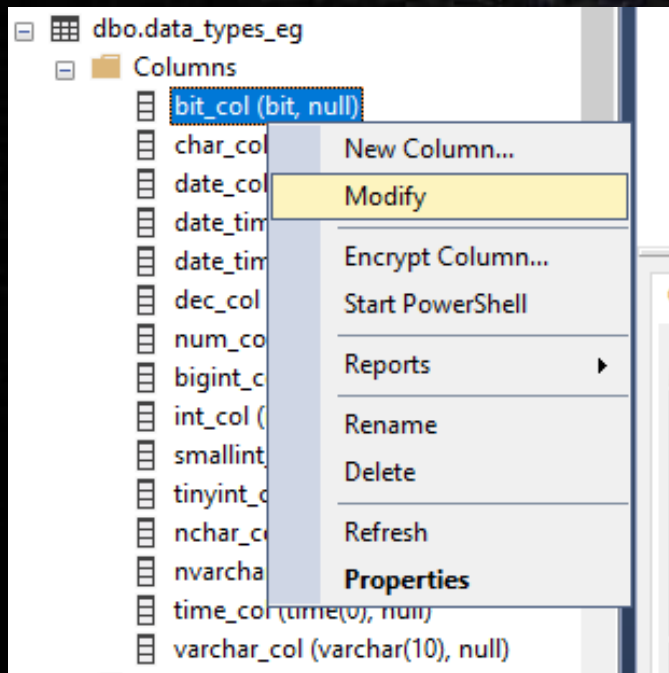 dbo.data_types_eg
Columns
bit_col (bit, null)
char_col
date_col
date_tim
date_tim
dec_col
num_co
bigint_c
int_col (
smallint_
tinyint_c
nchar_c
nvarcha
time_col (time(0), null)
varchar_col (varchar(10), null)
New Column...
Modify
Encrypt Column...
Start PowerShell
Reports
Rename
Delete
Refresh
Properties